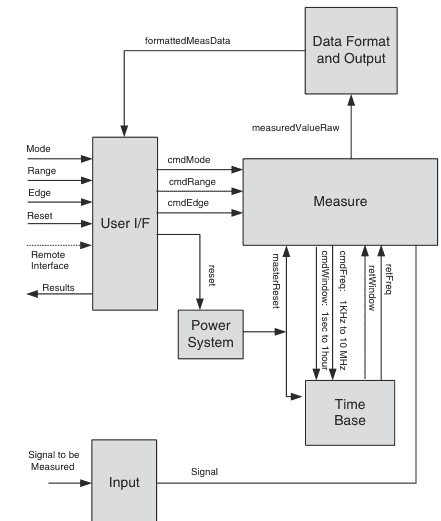 formattedMeasData
Data Format
and Output
measuredValueRaw
Mode
Range
Edge
Reset
Remote
Interface
Results
User I/F
cmdMode
cmdRange
cmdEdge
Measure
reset
masterReset
cmdWindow: 1sec to 1hour
cmdFreq: 1KHz to 10 MHz
retWindow
retFreq
Power
System
Time
Base
Signal to be
Measured
Input
Signal